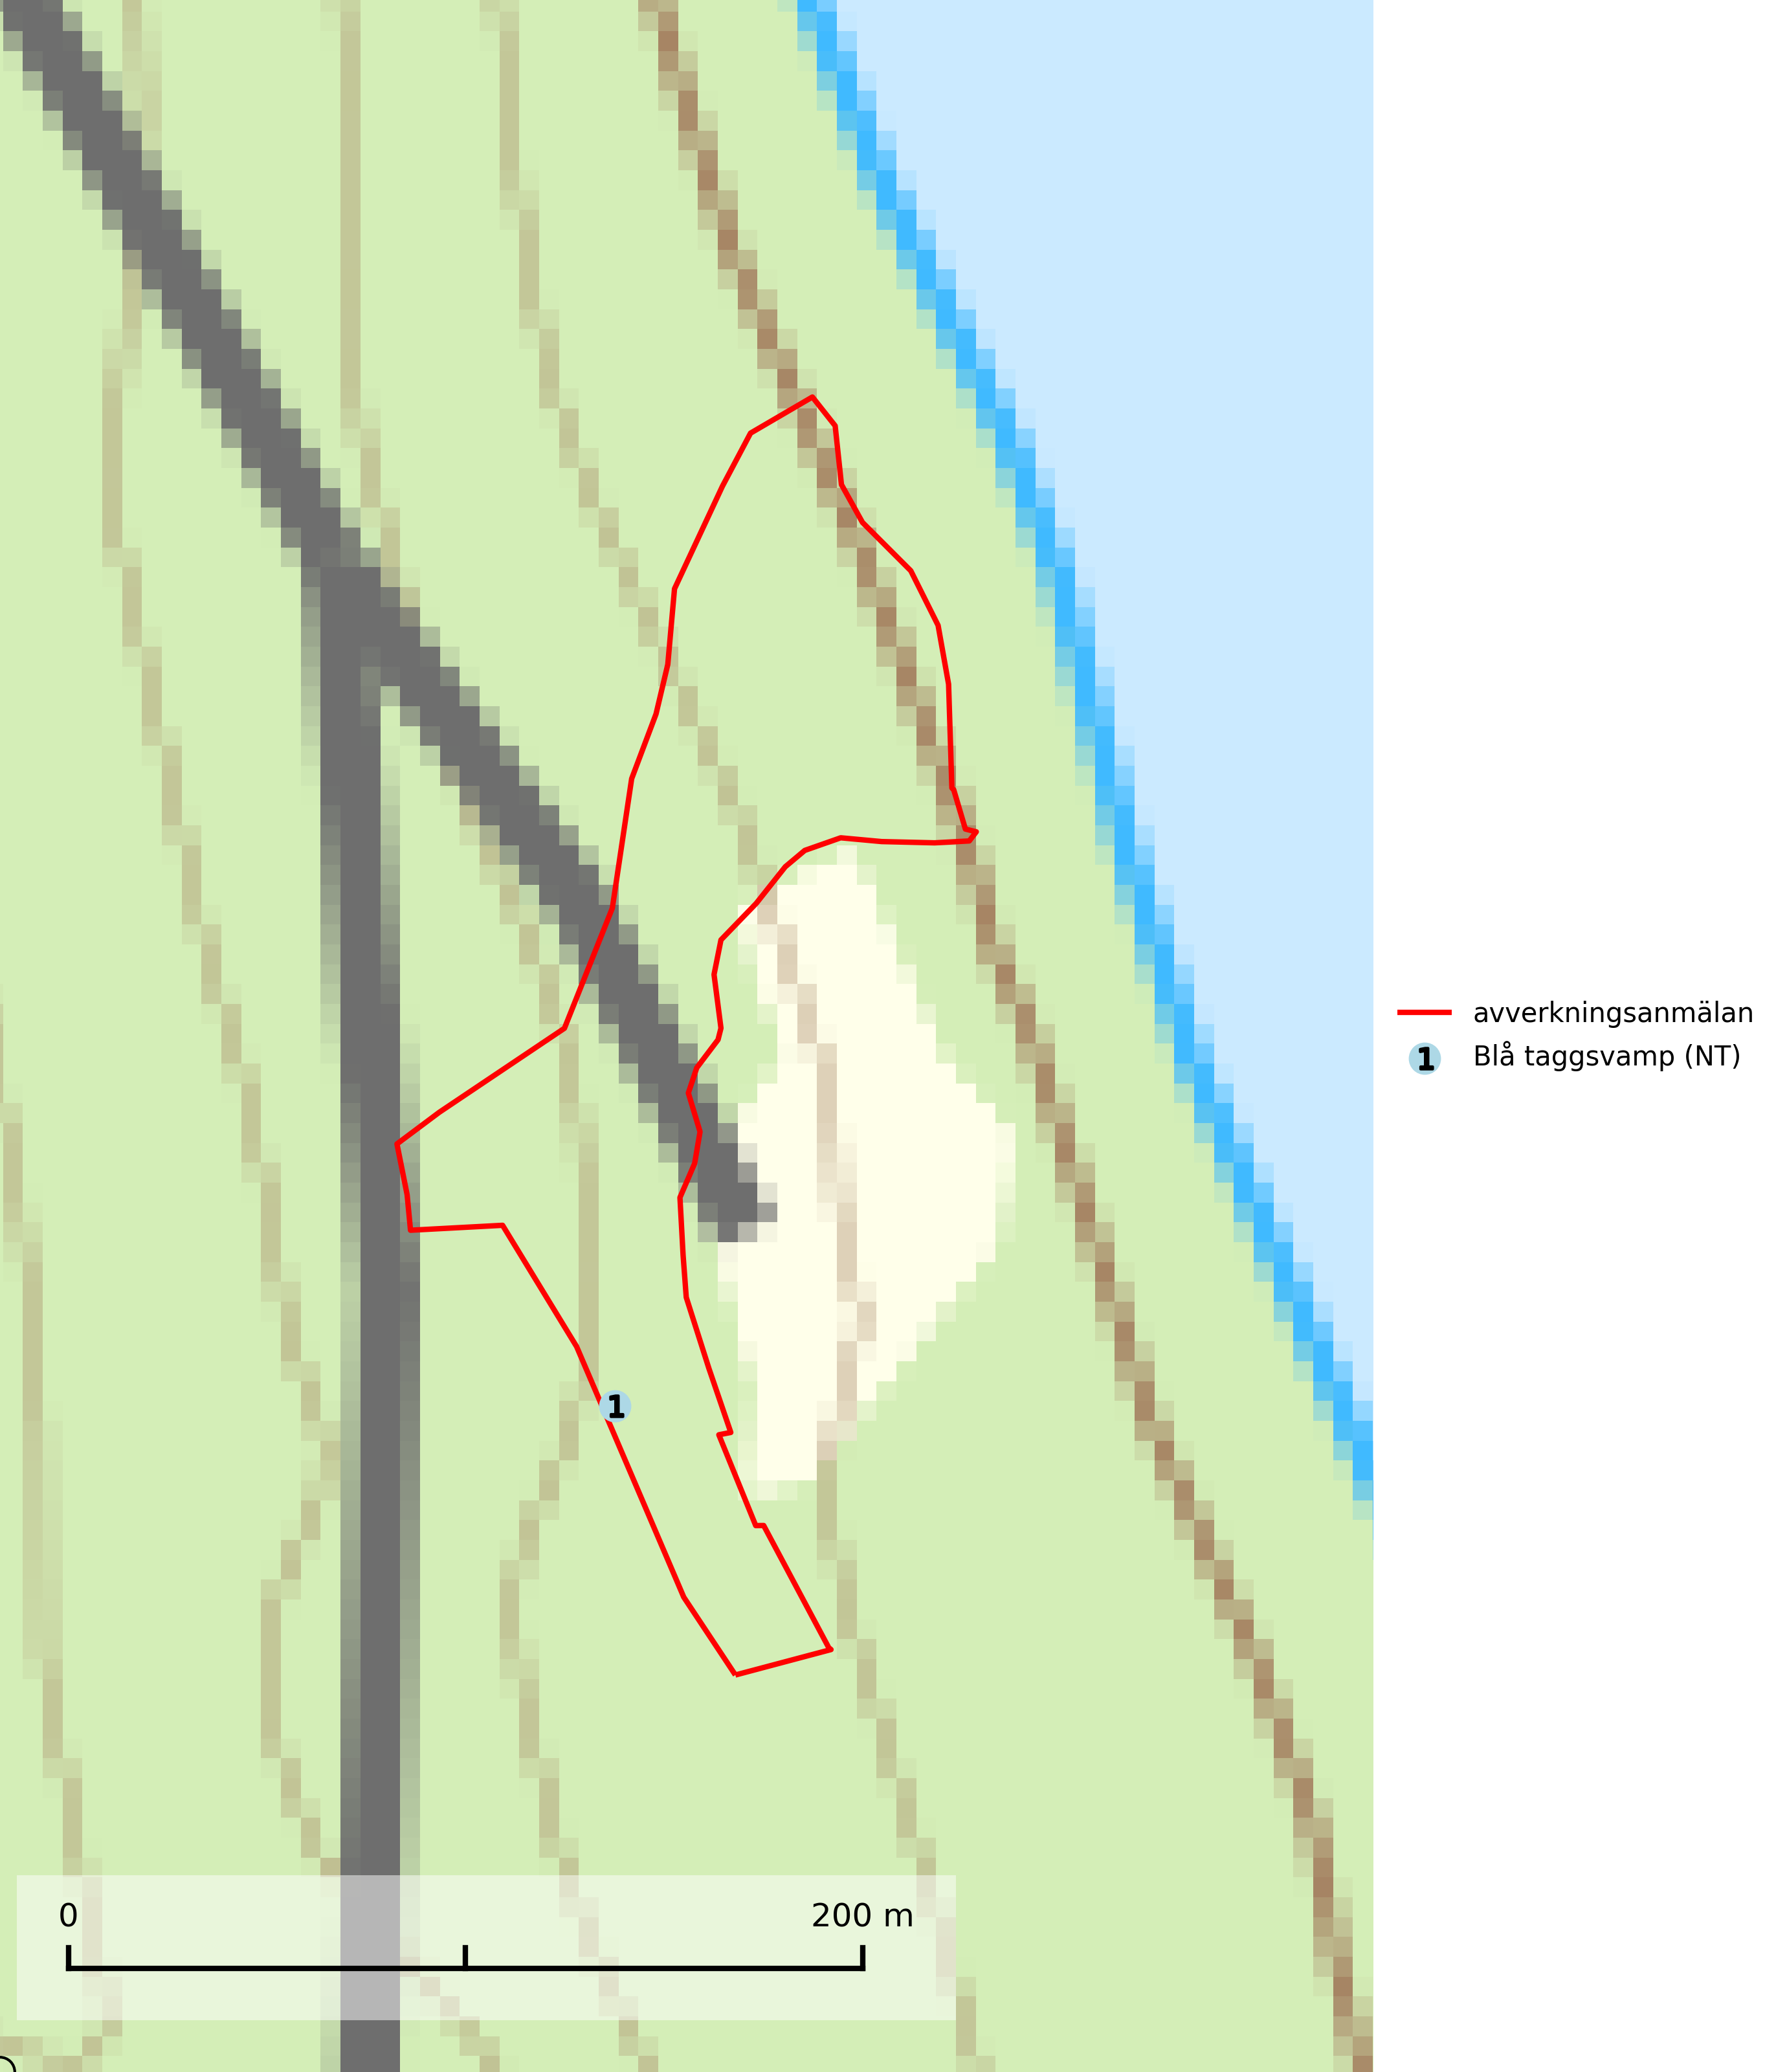 avverkningsanmälan
1 Blå taggsvamp (NT)
1
0 200 m